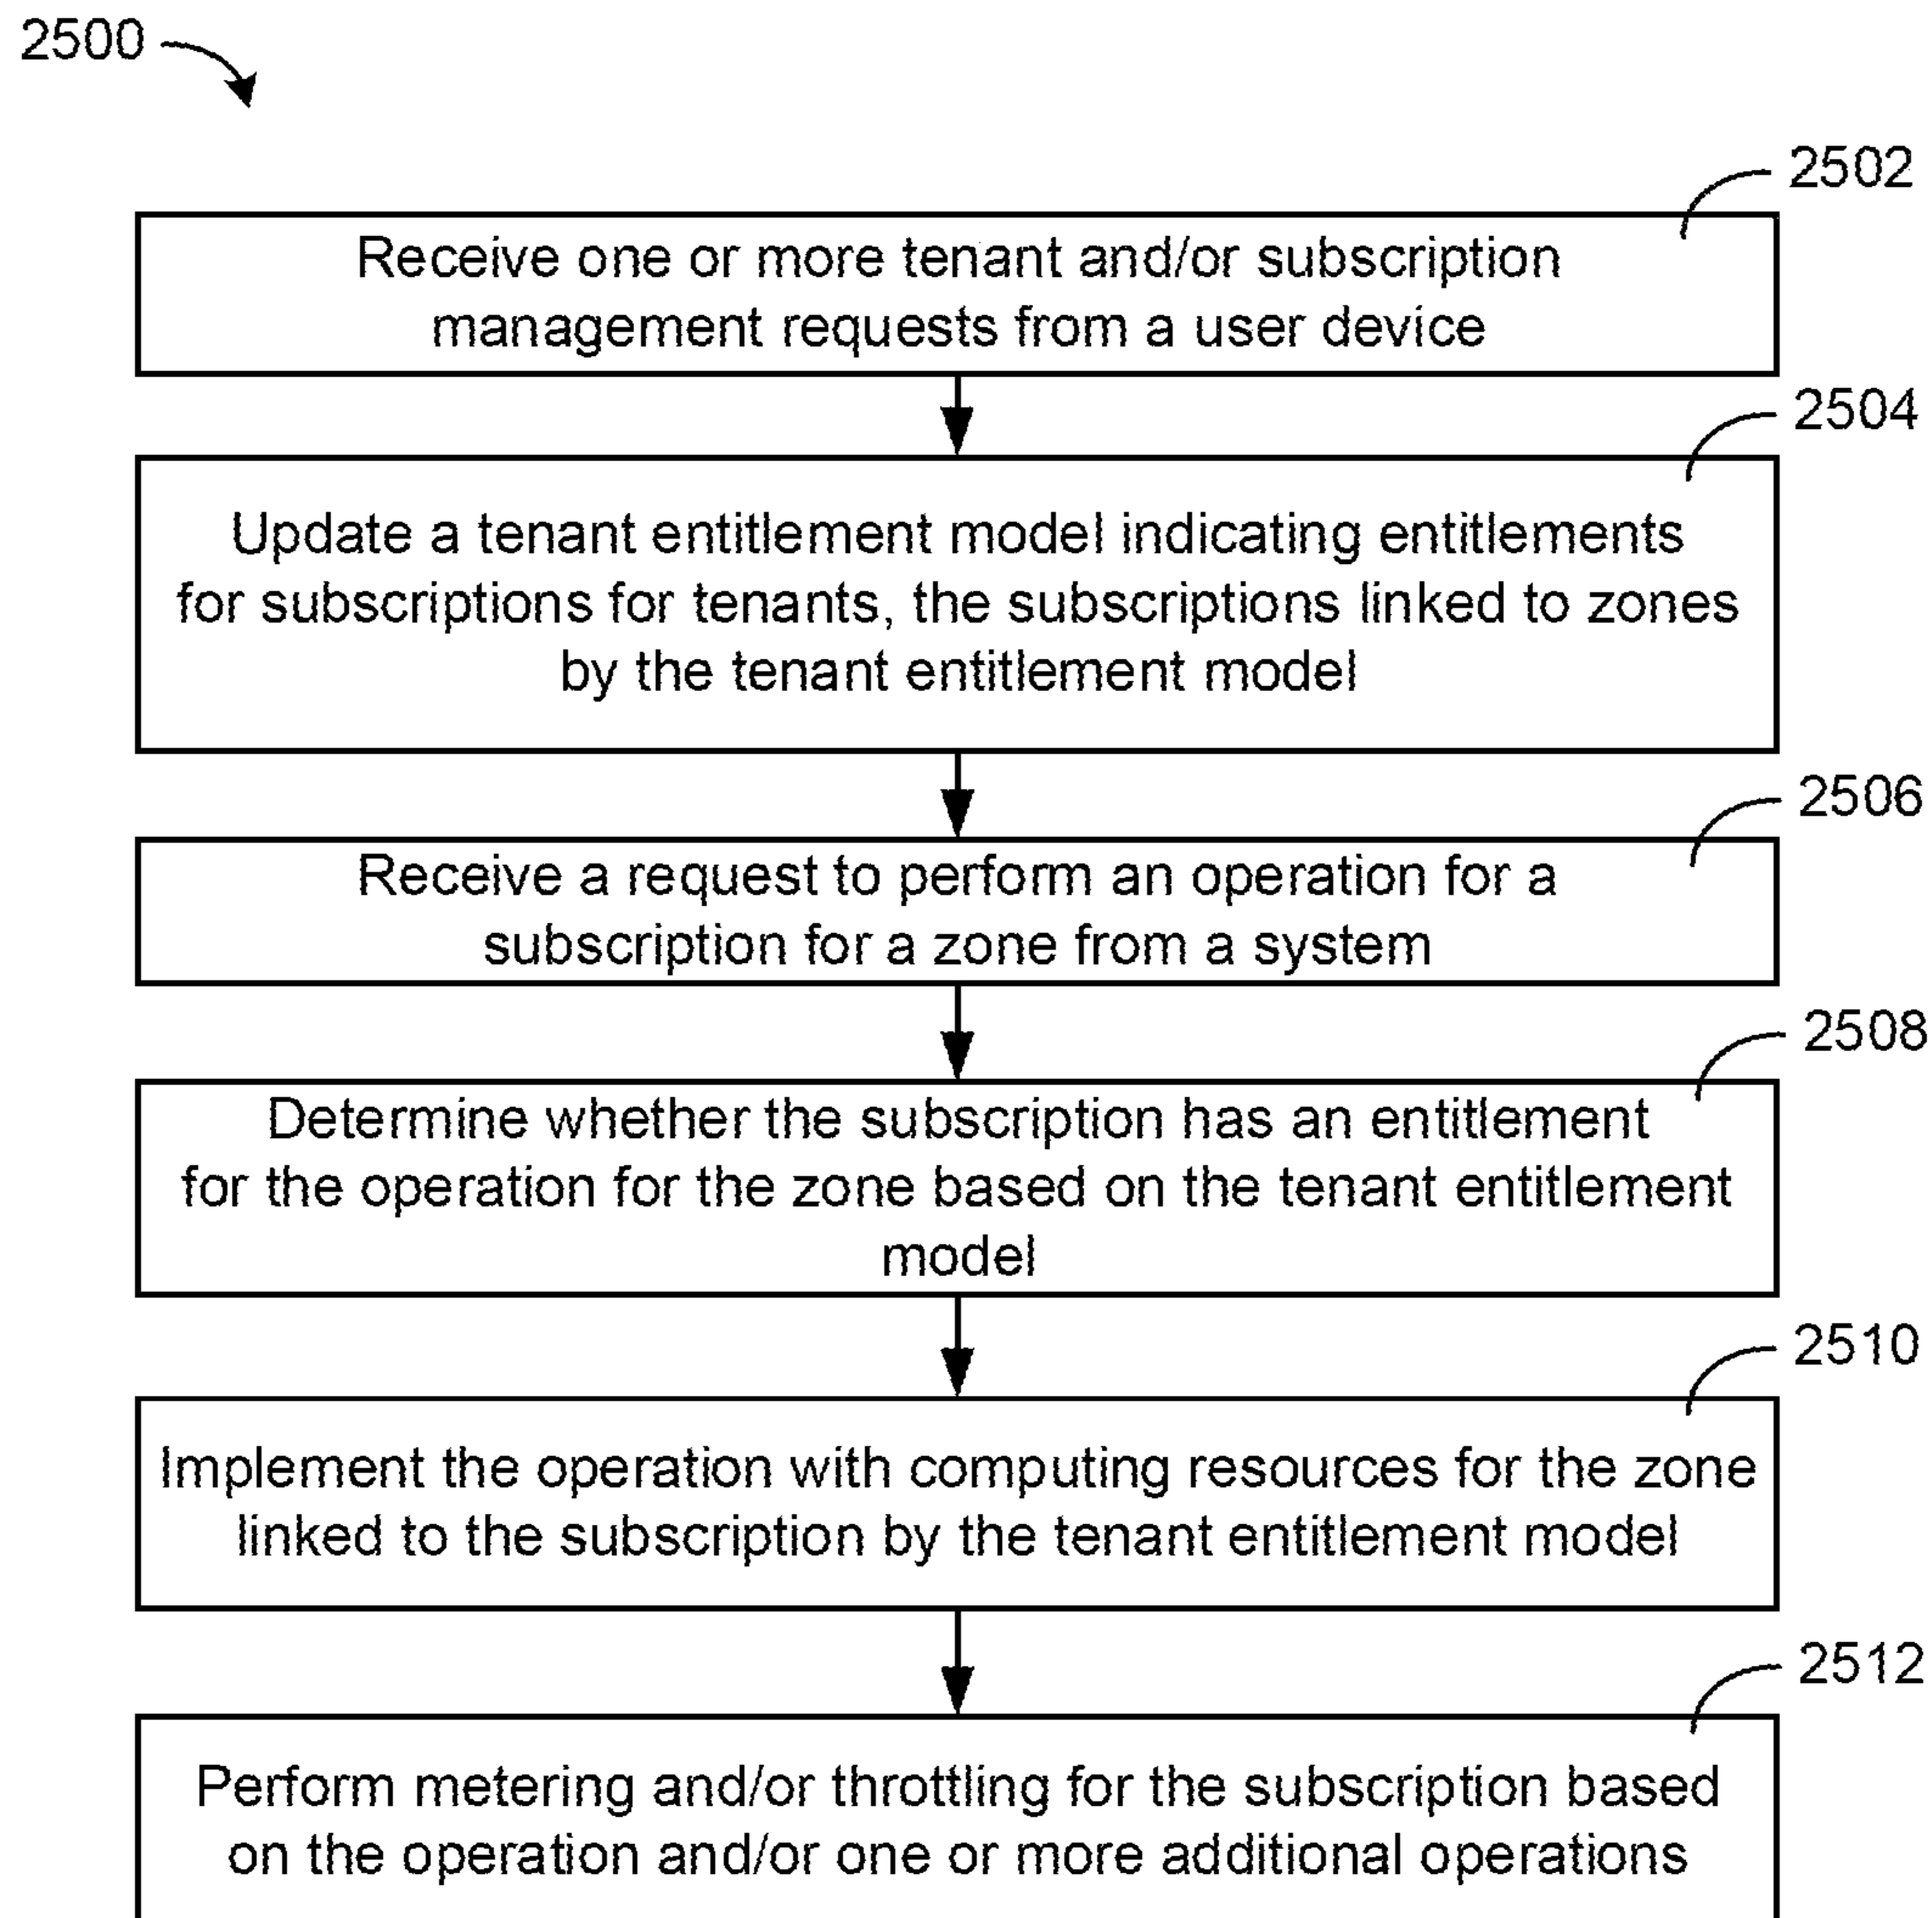 2500
2502
Receive one or more tenant and/or subscription
management requests from a user device
2504
Update a tenant entitlement model indicating entitlements
for subscriptions for tenants, the subscriptions linked to zones
by the tenant entitlement model
2506
Receive a request to perform an operation for a
subscription for a zone from a system
2508
Determine whether the subscription has an entitlement
for the operation for the zone based on the tenant entitlement
model
2510
Implement the operation with computing resources for the zone
linked to the subscription by the tenant entitlement model
2512
Perform metering and/or throttling for the subscription based
on the operation and/or one or more additional operations